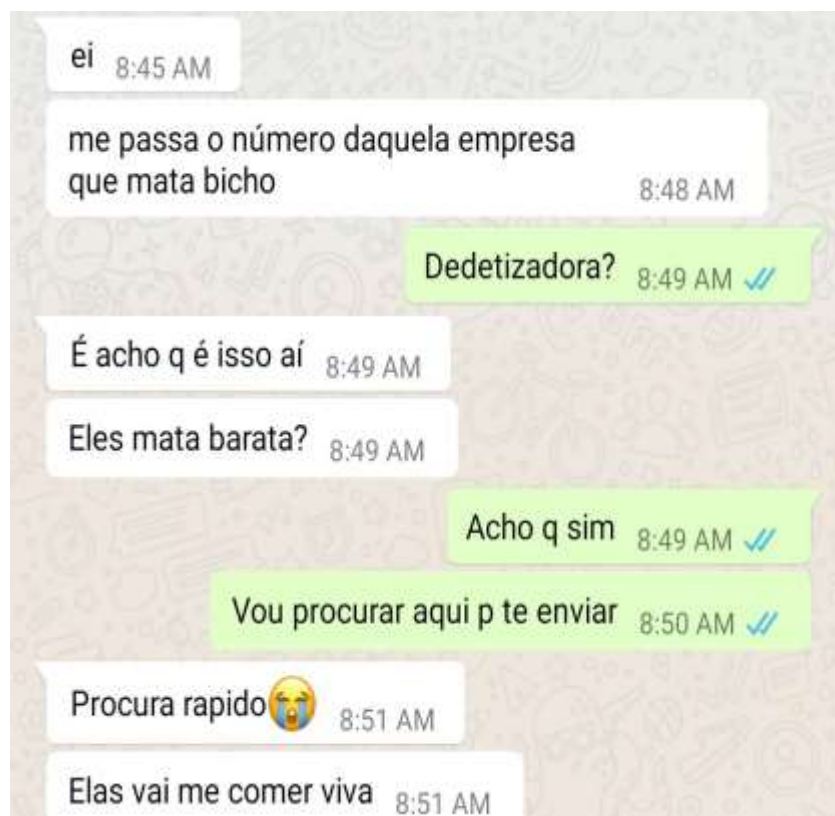 ei 8:45 AM
me passa o número daquela empresa
que mata bicho 8:48 AM
Dedetizadora? 8:49 AM
É acho q é isso aí 8:49 AM
Eles mata barata? 8:49 AM
Acho q sim 8:49 AM
Vou procurar aqui p te enviar 8:50 AM
Procura rapido😭 8:51 AM
Elas vai me comer viva 8:51 AM